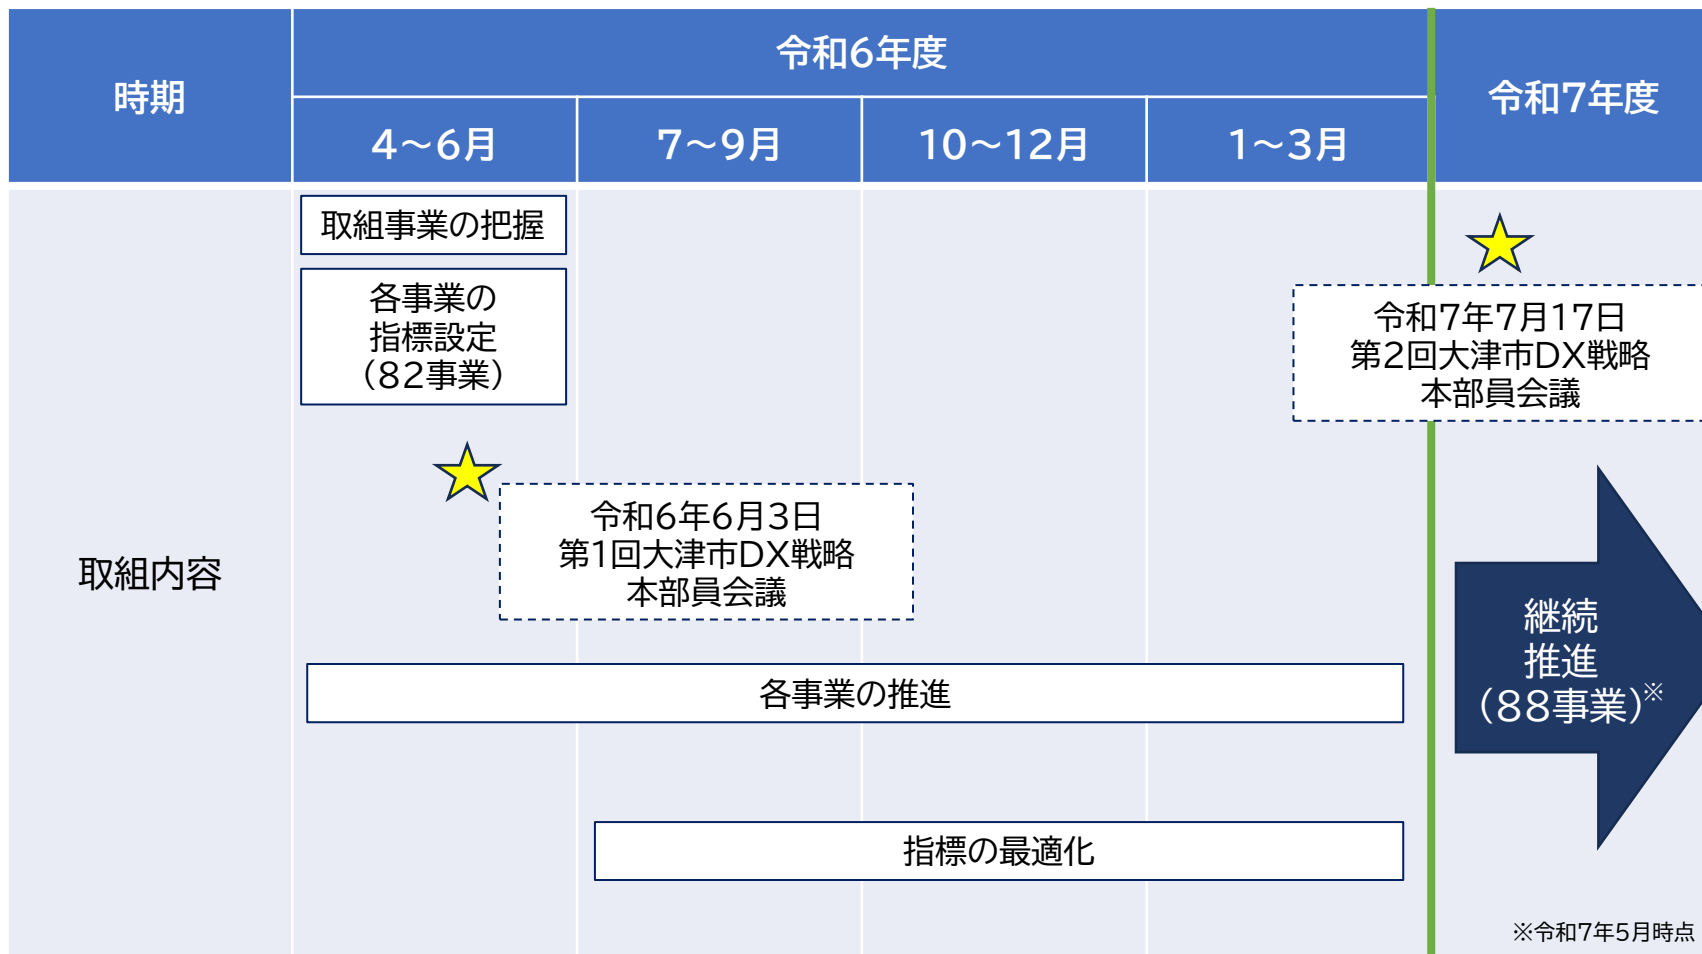 時期
令和6年度
令和7年度
4～6月
7～9月
10～12月
1～3月
取組内容
取組事業の把握
各事業の
指標設定
（82事業）
令和7年7月17日
第2回大津市DX戦略
本部員会議
令和6年6月3日
第1回大津市DX戦略
本部員会議
各事業の推進
継続
推進
（88事業）※
指標の最適化
※令和7年5月時点